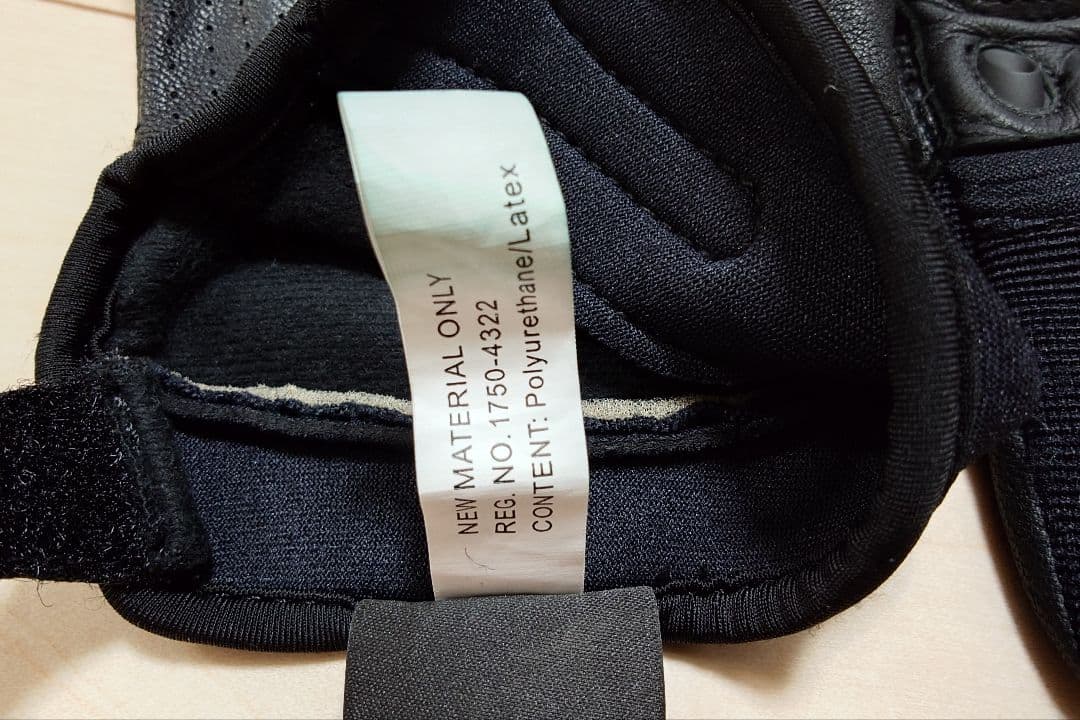 NEW MATERIAL ONLY
REG. NO. 1750-4322
CONTENT: Polyurethane/Latex